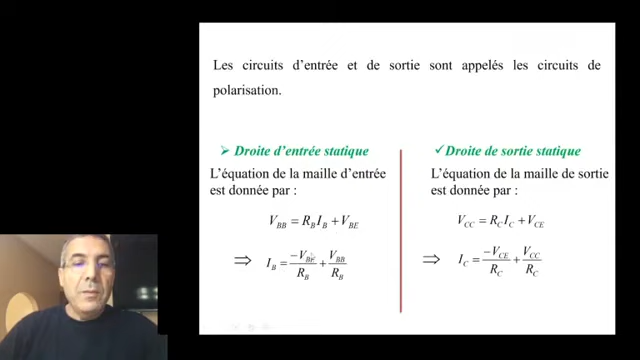 Les circuits d’entrée et de sortie sont appelés les circuits de
polarisation.
➢ Droite d’entrée statique
L’équation de la maille d’entrée
est donnée par :
V_BB = R_B I_B + V_BE
⇒ I_B = −V_BE/R_B + V_BB/R_B
✓Droite de sortie statique
L’équation de la maille de sortie
est donnée par :
V_CC = R_C I_C + V_CE
⇒ I_C = −V_CE/R_C + V_CC/R_C